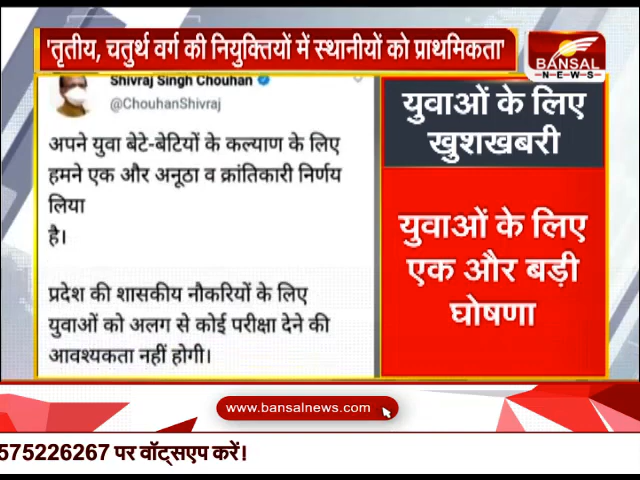 'तृतीय, चतुर्थ वर्ग की नियुक्तियों में स्थानीयों को प्राथमिकता'
BANSAL
NEWS
Shivraj Singh Chouhan
@ChouhanShivraj
अपने युवा बेटे-बेटियों के कल्याण के लिए
हमने एक और अनूठा व क्रांतिकारी निर्णय
लिया
है।
प्रदेश की शासकीय नौकरियों के लिए
युवाओं को अलग से कोई परीक्षा देने की
आवश्यकता नहीं होगी।
युवाओं के लिए
खुशखबरी
युवाओं के लिए
एक और बड़ी
घोषणा
www.bansalnews.com
575226267 पर वॉट्सएप करें!